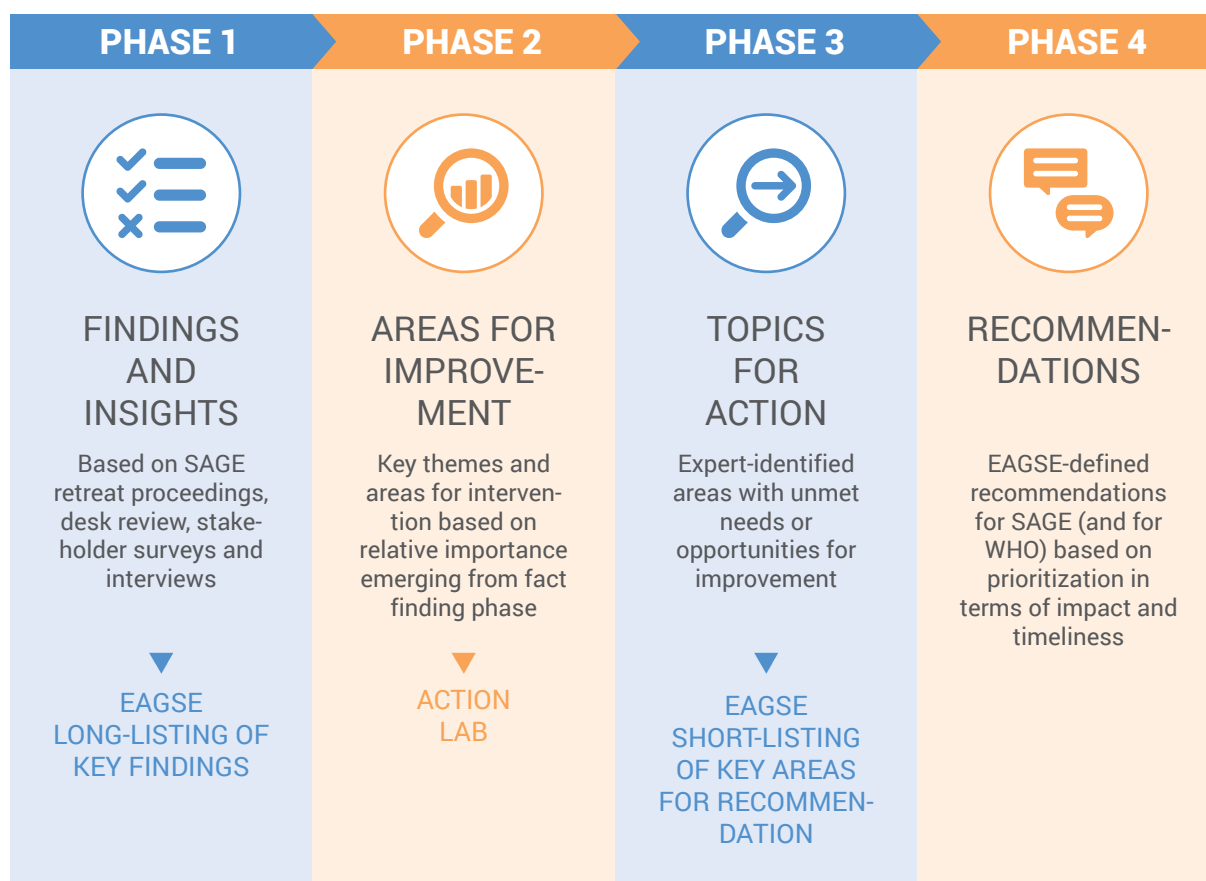 PHASE 1
PHASE 2
PHASE 3
PHASE 4
FINDINGS
AND
INSIGHTS
Based on SAGE
retreat proceedings,
desk review, stake-
holder surveys and
interviews
EAGSE
LONG-LISTING OF
KEY FINDINGS
AREAS FOR
IMPROVE-
MENT
Key themes and
areas for interven-
tion based on
relative importance
emerging from fact
finding phase
ACTION
LAB
TOPICS
FOR
ACTION
Expert-identified
areas with unmet
needs or
opportunities for
improvement
EAGSE
SHORT-LISTING
OF KEY AREAS
FOR RECOMMEN-
DATION
RECOMMEN-
DATIONS
EAGSE-defined
recommendations
for SAGE (and for
WHO) based on
prioritization in
terms of impact and
timeliness